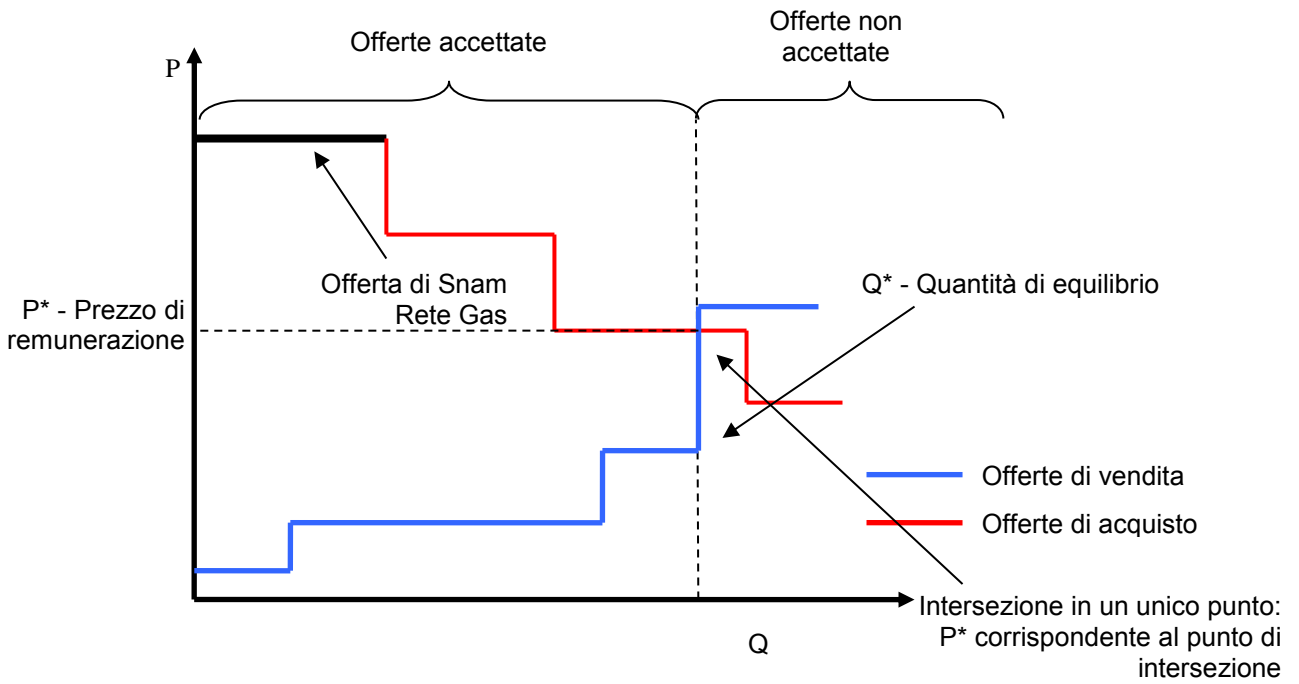 Offerte accettate
Offerte non
accettate
P
Offerta di Snam
Rete Gas
Q* - Quantità di equilibrio
P* - Prezzo di
remunerazione
Offerte di vendita
Offerte di acquisto
Intersezione in un unico punto:
P* corrispondente al punto di
intersezione
Q